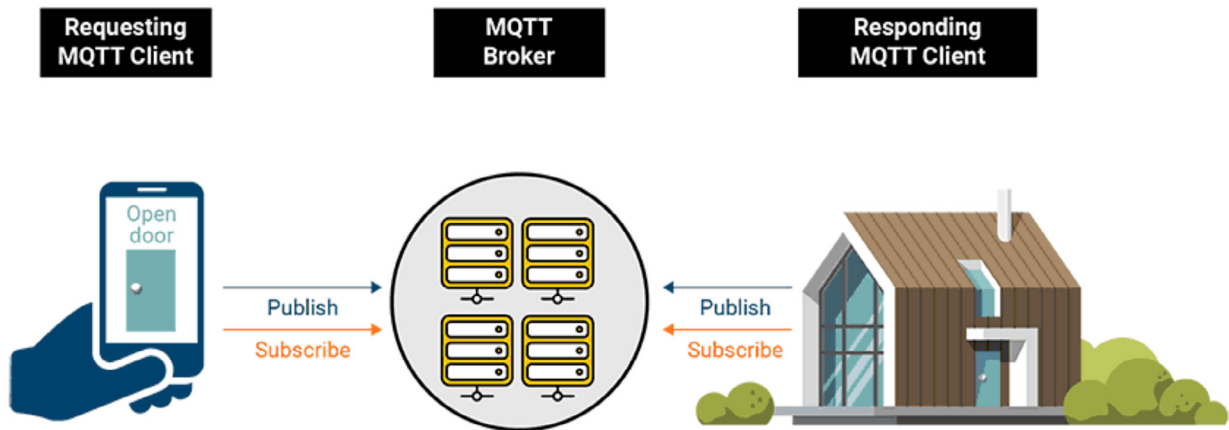 Requesting
MQTT Client
MQTT
Broker
Responding
MQTT Client
Open
door
Publish
Subscribe
Publish
Subscribe